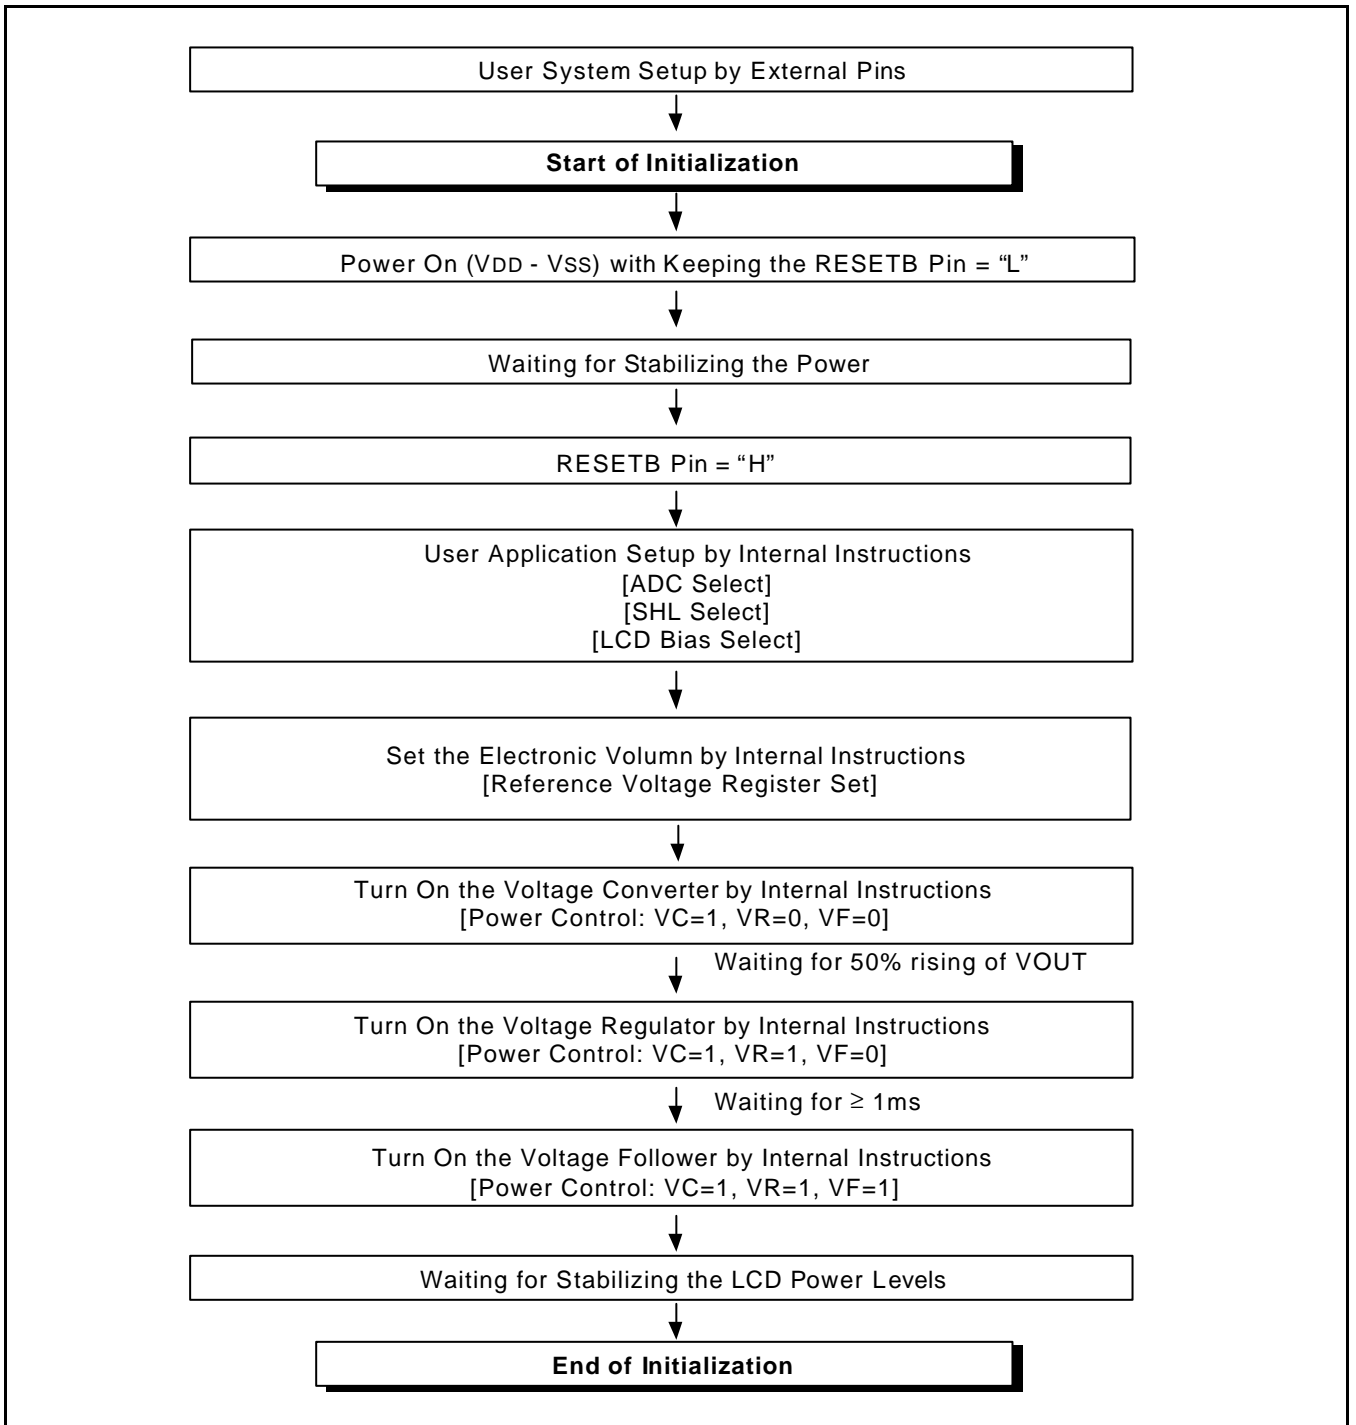 User System Setup by External Pins
Start of Initialization
Power On (VDD - VSS) with Keeping the RESETB Pin = “L”
Waiting for Stabilizing the Power
RESETB Pin = “H”
User Application Setup by Internal Instructions
[ADC Select]
[SHL Select]
[LCD Bias Select]
Set the Electronic Volumn by Internal Instructions
[Reference Voltage Register Set]
Turn On the Voltage Converter by Internal Instructions
[Power Control: VC=1, VR=0, VF=0]
Waiting for 50% rising of VOUT
Turn On the Voltage Regulator by Internal Instructions
[Power Control: VC=1, VR=1, VF=0]
Waiting for ≥ 1ms
Turn On the Voltage Follower by Internal Instructions
[Power Control: VC=1, VR=1, VF=1]
Waiting for Stabilizing the LCD Power Levels
End of Initialization